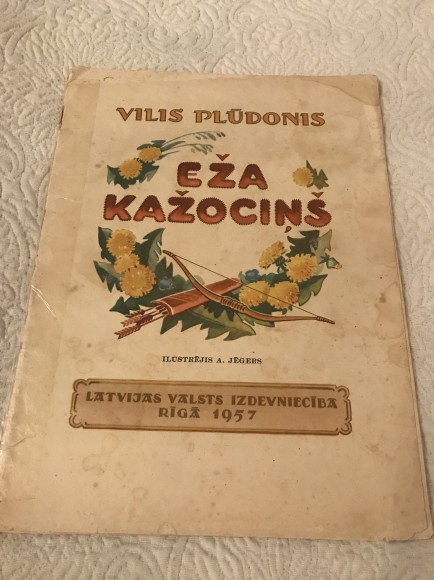 VILIS PLŪDONIS
EŽA
KAŽOCIŅŠ
ILUSTRĒJIS A. JĒGERS
LATVIJAS VALSTS IZDEVNIECĪBA
RĪGĀ 1957